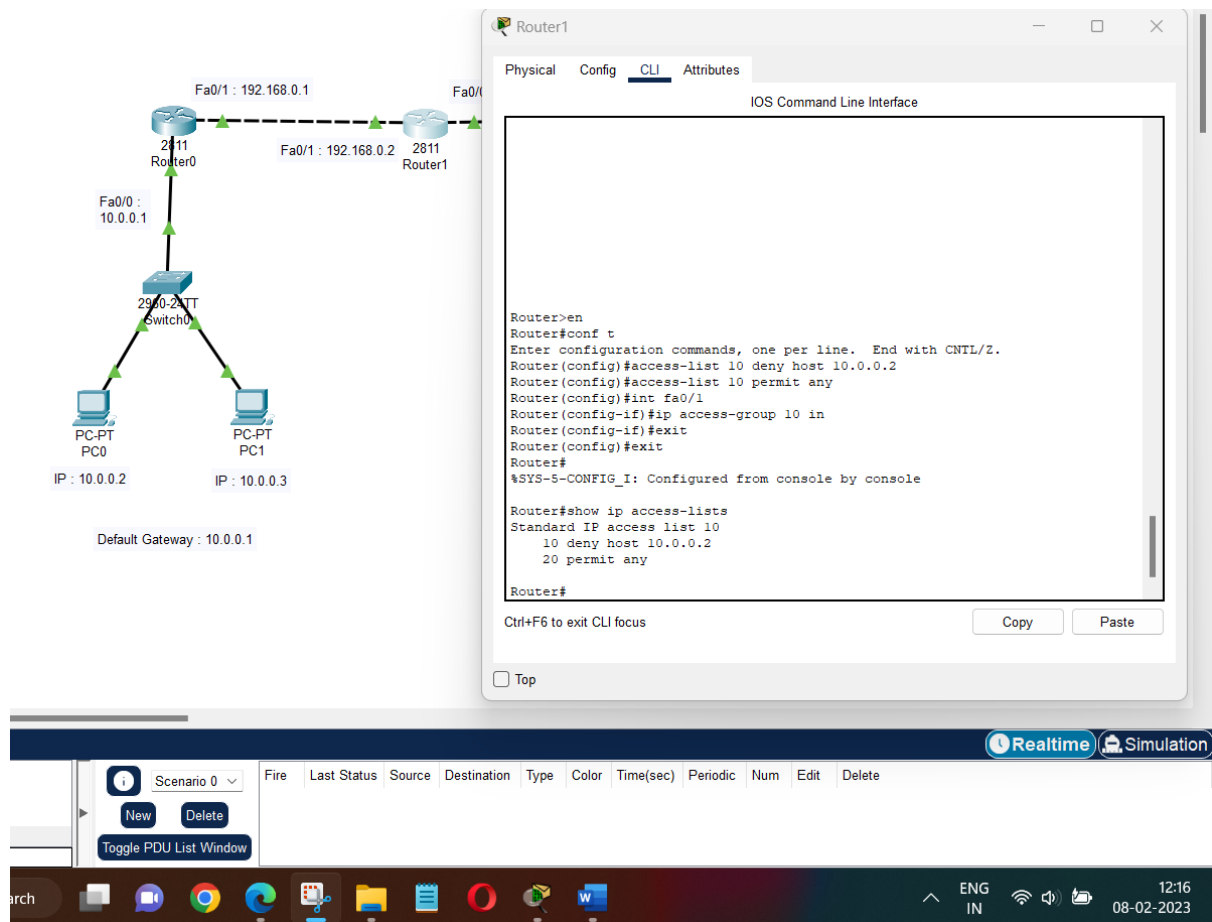 Router1
Physical Config CLI Attributes
IOS Command Line Interface
Fa0/1 : 192.168.0.1
Fa0/0
2811
Router0
Fa0/1 : 192.168.0.2
2811
Router1
Fa0/0 :
10.0.0.1
2960-24TT
Switch0
PC-PT
PC0
PC-PT
PC1
IP : 10.0.0.2
IP : 10.0.0.3
Default Gateway : 10.0.0.1
Router>en
Router#conf t
Enter configuration commands, one per line. End with CNTL/Z.
Router(config)#access-list 10 deny host 10.0.0.2
Router(config)#access-list 10 permit any
Router(config)#int fa0/1
Router(config-if)#ip access-group 10 in
Router(config-if)#exit
Router(config)#exit
Router#
%SYS-5-CONFIG_I: Configured from console by console
Router#show ip access-lists
Standard IP access list 10
10 deny host 10.0.0.2
20 permit any
Router#
Ctrl+F6 to exit CLI focus
Copy
Paste
Top
Realtime
Simulation
Scenario 0
Fire Last Status Source Destination Type Color Time(sec) Periodic Num Edit Delete
New
Delete
Toggle PDU List Window
arch
ENG
IN
12:16
08-02-2023